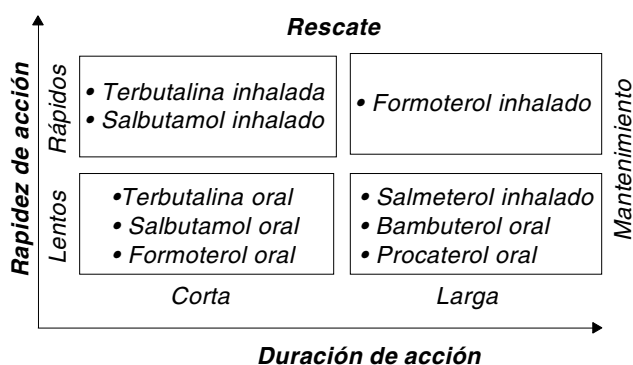 Rescate
Rapidez de acción
Rápidos
• Terbutalina inhalada
• Salbutamol inhalado
• Formoterol inhalado
Mantenimiento
Lentos
•Terbutalina oral
• Salbutamol oral
• Formoterol oral
• Salmeterol inhalado
• Bambuterol oral
• Procaterol oral
Corta
Larga
Duración de acción